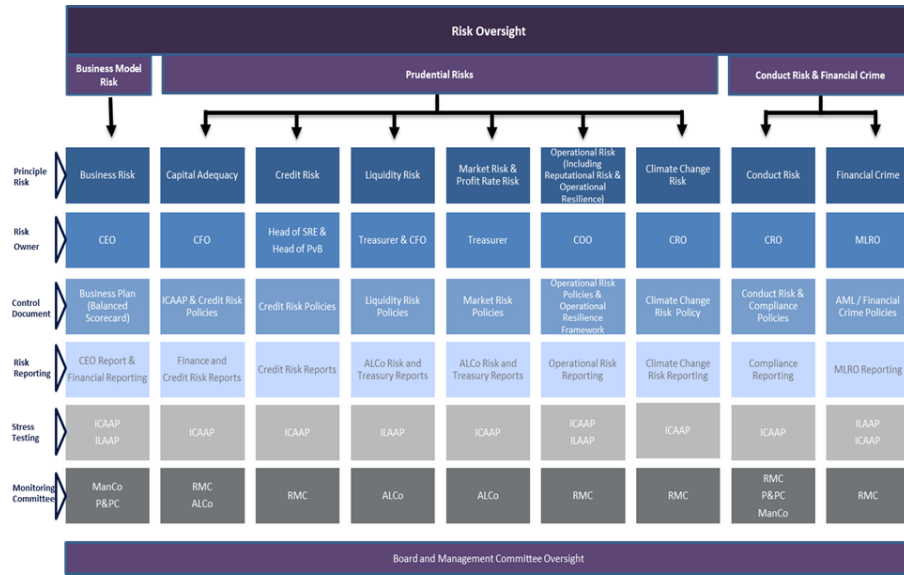 Risk Oversight
Business Model
Risk
Prudential Risks
Conduct Risk & Financial Crime
Principle
Risk
Business Risk
Capital Adequacy
Credit Risk
Liquidity Risk
Market Risk &
Profit Rate Risk
Operational Risk
(Including
Reputational Risk &
Operational
Resilience)
Climate Change
Risk
Conduct Risk
Financial Crime
Risk
Owner
CEO
CFO
Head of SRE &
Head of PvB
Treasurer & CFO
Treasurer
COO
CRO
CRO
MLRO
Control
Document
Business Plan
(Balanced
Scorecard)
ICAAP & Credit Risk
Policies
Credit Risk Policies
Liquidity Risk
Policies
Market Risk
Policies
Operational Risk
Policies &
Operational
Resilience
Framework
Climate Change
Risk Policy
Conduct Risk &
Compliance
Policies
AML / Financial
Crime Policies
Risk
Reporting
CEO Report &
Financial Reporting
Finance and
Credit Risk Reports
Credit Risk Reports
ALCo Risk and
Treasury Reports
ALCo Risk and
Treasury Reports
Operational Risk
Reporting
Climate Change
Risk Reporting
Compliance
Reporting
MLRO Reporting
Stress
Testing
ICAAP
ILAAP
ICAAP
ICAAP
ILAAP
ICAAP
ICAAP
ILAAP
ICAAP
ICAAP
ILAAP
ICAAP
Monitoring
Committee
ManCo
P&PC
RMC
ALCo
RMC
ALCo
ALCo
RMC
RMC
RMC
P&PC
ManCo
RMC
Board and Management Committee Oversight